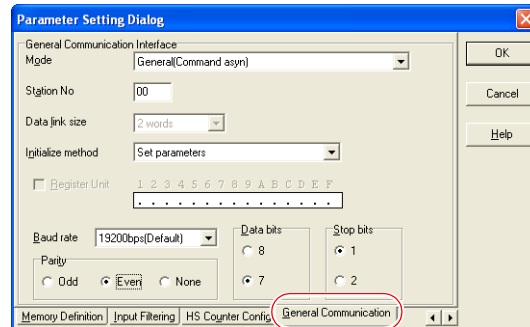 Parameter Setting Dialog
General Communication Interface
Mode General(Command asyn)
OK
Station No 00
Cancel
Data link size 2 words
Help
Initialize method Set parameters
Register Unit 1 2 3 4 5 6 7 8 9 A B C D E F
. . . . . . . . . . . . . . .
Baud rate 19200bps(Default)
Data bits
8
7
Stop bits
1
2
Parity
Odd Even None
Memory Definition Input Filtering HS Counter Config General Communication